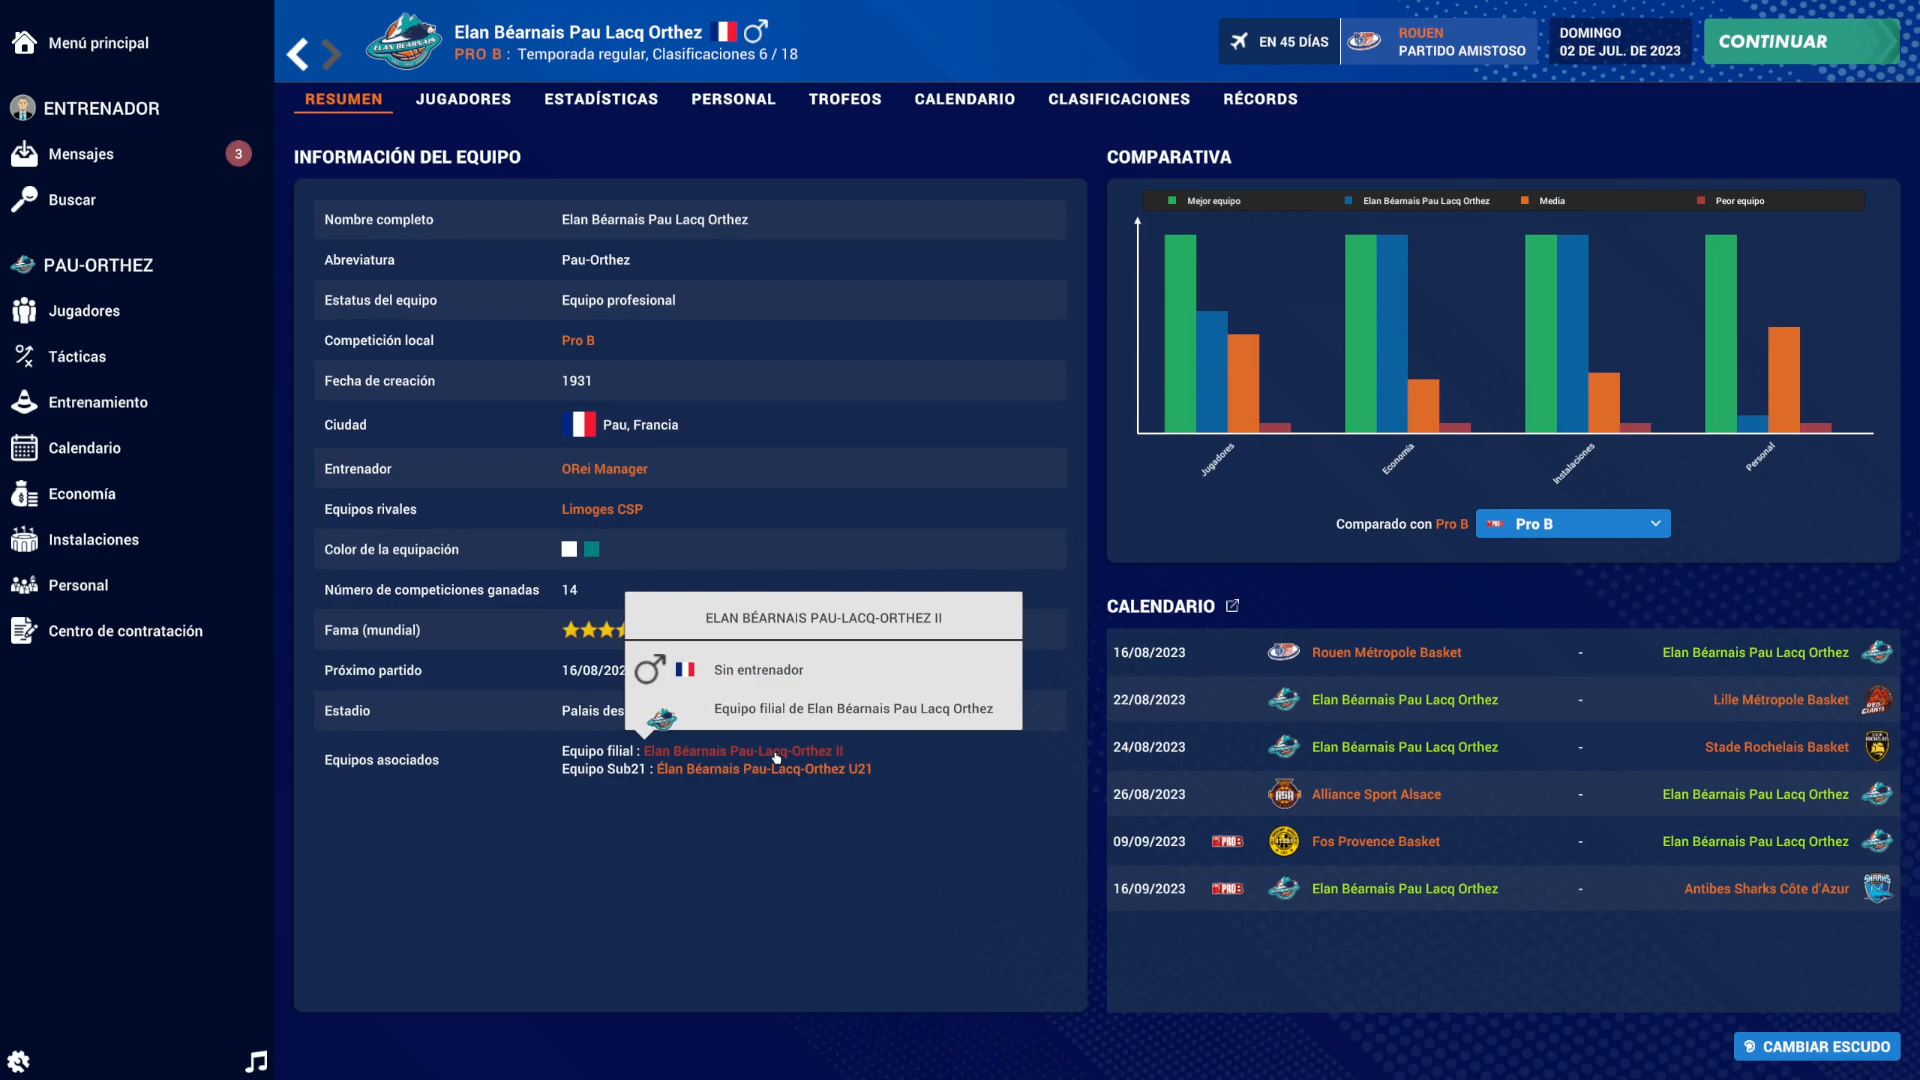 Menú principal
ENTRENADOR
Mensajes
3
Buscar
PAU-ORTHEZ
Jugadores
Tácticas
Entrenamiento
Calendario
Economía
Instalaciones
Personal
Centro de contratación
Elan Béarnais Pau Lacq Orthez
PRO B : Temporada regular, Clasificaciones 6 / 18
EN 45 DÍAS
ROUEN
PARTIDO AMISTOSO
DOMINGO
02 DE JUL. DE 2023
CONTINUAR
RESUMEN JUGADORES ESTADÍSTICAS PERSONAL TROFEOS CALENDARIO CLASIFICACIONES RÉCORDS
INFORMACIÓN DEL EQUIPO
Nombre completo Elan Béarnais Pau Lacq Orthez
Abreviatura Pau-Orthez
Estatus del equipo Equipo profesional
Competición local Pro B
Fecha de creación 1931
Ciudad Pau, Francia
Entrenador ORei Manager
Equipos rivales Limoges CSP
Color de la equipación
Número de competiciones ganadas 14
Fama (mundial)
Próximo partido 16/08/202
Estadio Palais des
Equipos asociados
Equipo filial : Elan Béarnais Pau-Lacq-Orthez II
Equipo Sub21 : Élan Béarnais Pau-Lacq-Orthez U21
ELAN BÉARNAIS PAU-LACQ-ORTHEZ II
Sin entrenador
Equipo filial de Elan Béarnais Pau Lacq Orthez
COMPARATIVA
Mejor equipo Elan Béarnais Pau Lacq Orthez Media Peor equipo
Jugadores Economía Instalaciones Personal
Comparado con Pro B Pro B
CALENDARIO
16/08/2023 Rouen Métropole Basket - Elan Béarnais Pau Lacq Orthez
22/08/2023 Elan Béarnais Pau Lacq Orthez - Lille Métropole Basket
24/08/2023 Elan Béarnais Pau Lacq Orthez - Stade Rochelais Basket
26/08/2023 Alliance Sport Alsace - Elan Béarnais Pau Lacq Orthez
09/09/2023 PROB Fos Provence Basket - Elan Béarnais Pau Lacq Orthez
16/09/2023 PROB Elan Béarnais Pau Lacq Orthez - Antibes Sharks Côte d'Azur
CAMBIAR ESCUDO